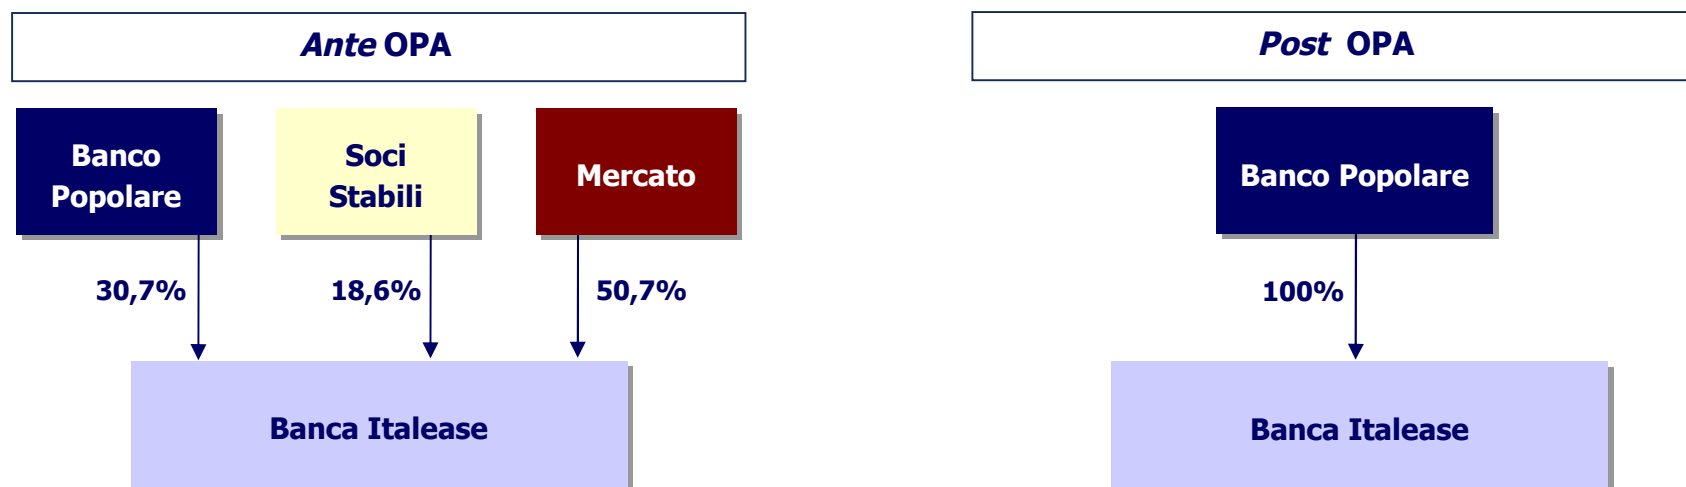 Ante OPA
Post OPA
Banco
Popolare
Soci
Stabili
Mercato
Banco Popolare
30,7%
18,6%
50,7%
100%
Banca Italease
Banca Italease